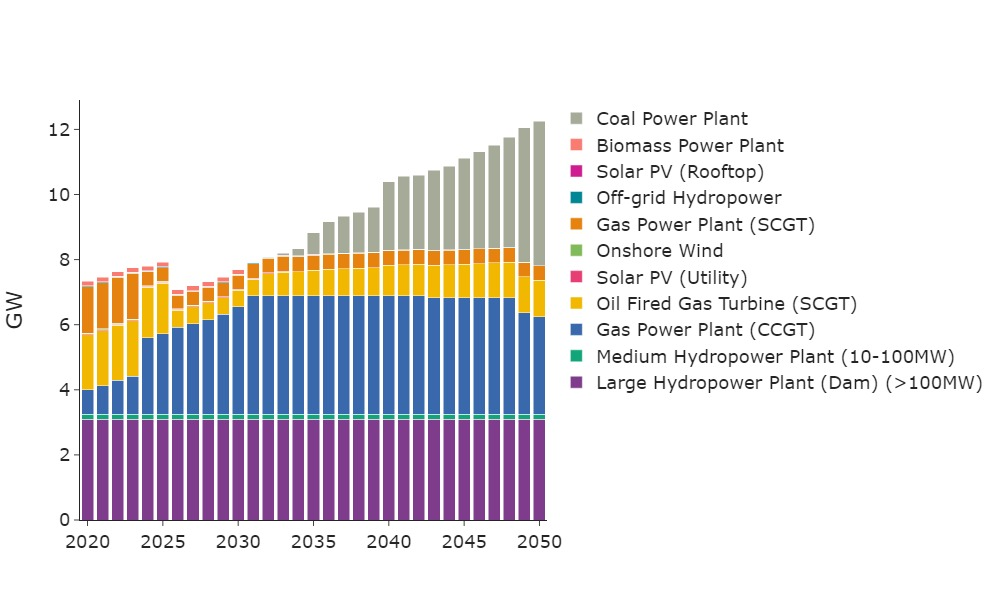 GW
12
10
8
6
4
2
0
2020 2025 2030 2035 2040 2045 2050
Coal Power Plant
Biomass Power Plant
Solar PV (Rooftop)
Off-grid Hydropower
Gas Power Plant (SCGT)
Onshore Wind
Solar PV (Utility)
Oil Fired Gas Turbine (SCGT)
Gas Power Plant (CCGT)
Medium Hydropower Plant (10-100MW)
Large Hydropower Plant (Dam) (>100MW)